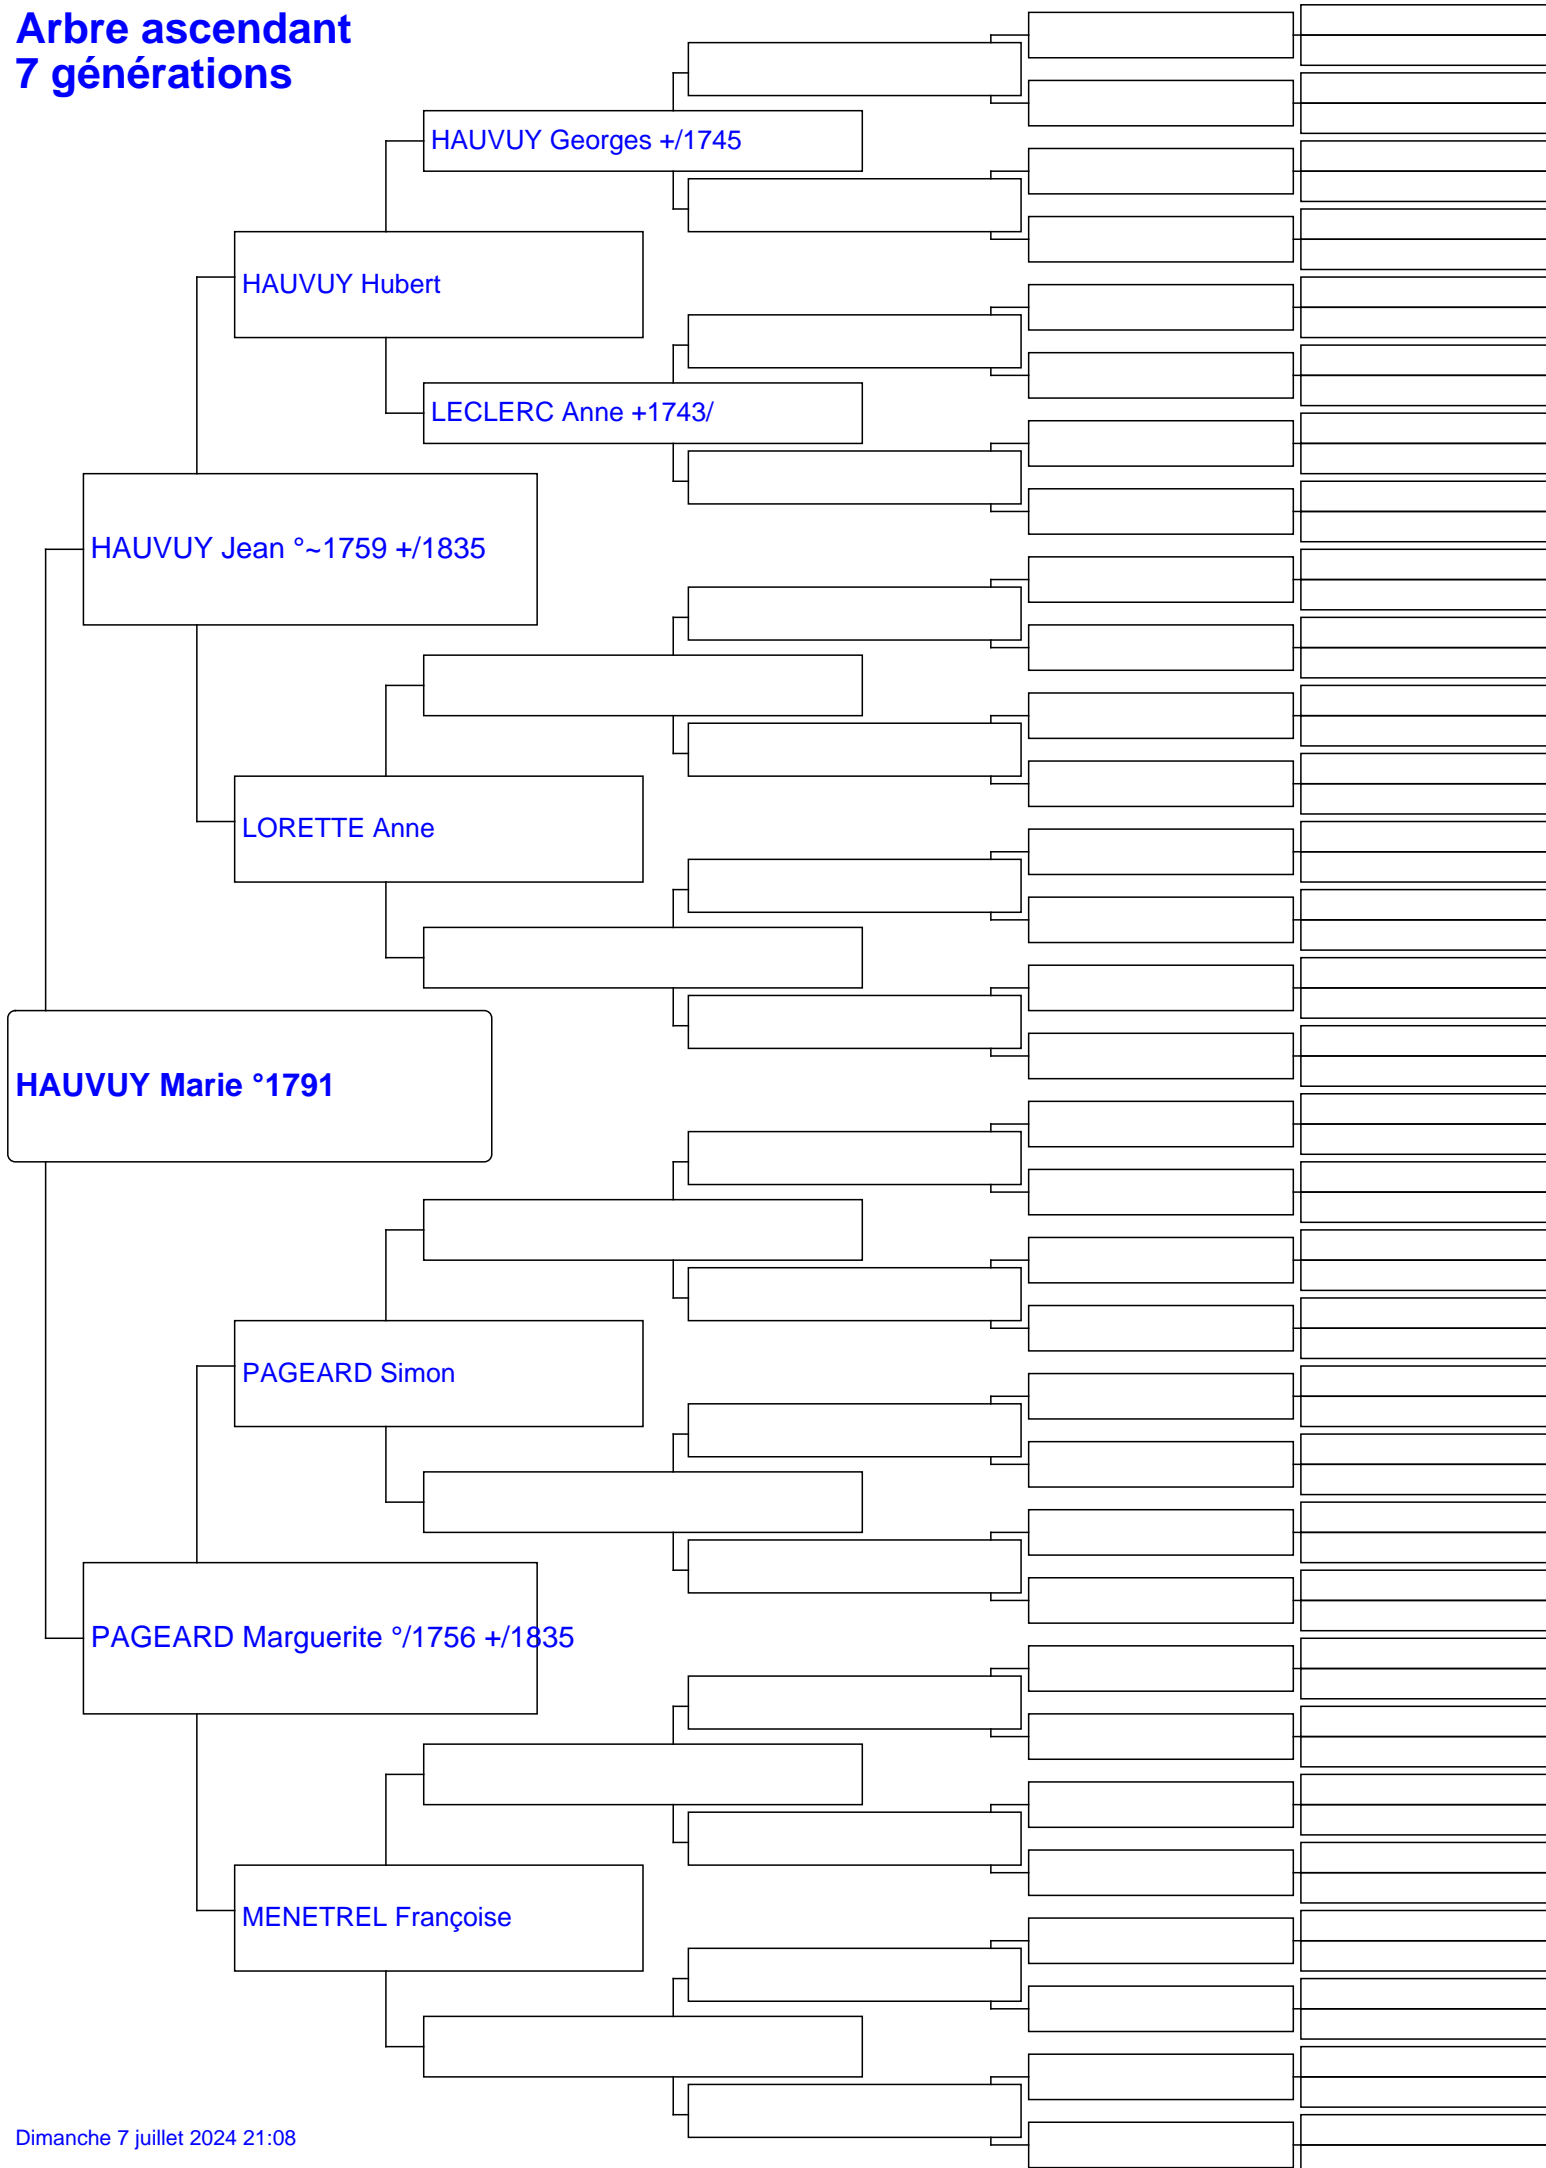 Arbre ascendant
7 générations
HAUVUY Georges +/1745
HAUVUY Hubert
LECLERC Anne +1743/
HAUVUY Jean °~1759 +/1835
LORETTE Anne
HAUVUY Marie °1791
PAGEARD Simon
PAGEARD Marguerite °/1756 +/1835
MENETREL Françoise
Dimanche 7 juillet 2024 21:08